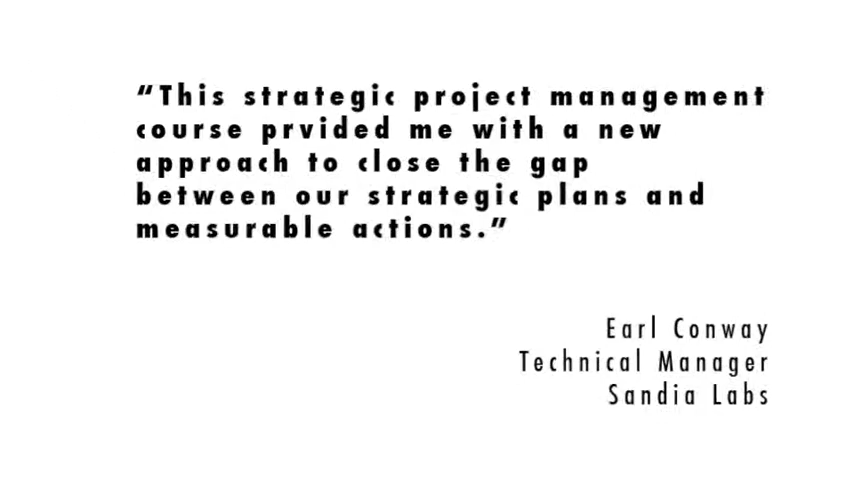 “This strategic project management
course prvided me with a new
approach to close the gap
between our strategic plans and
measurable actions.”
Earl Conway
Technical Manager
Sandia Labs